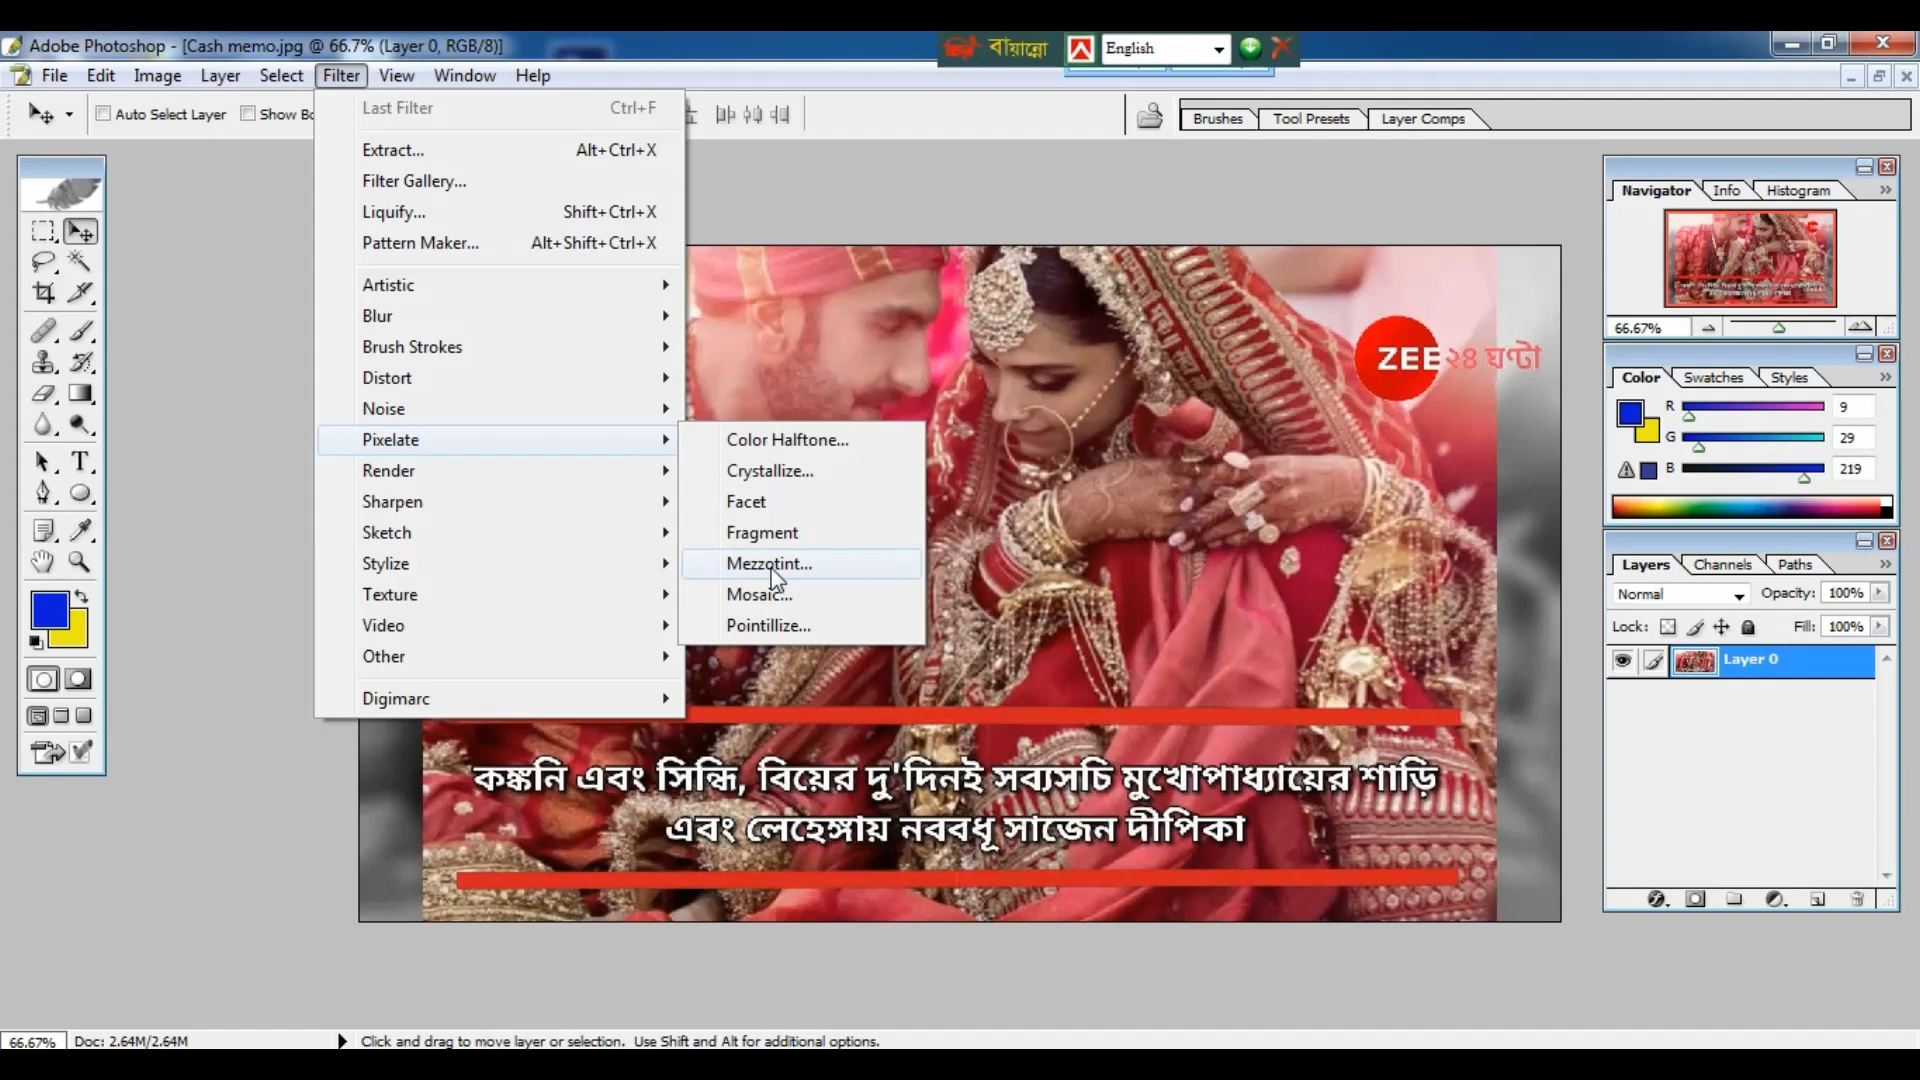 Adobe Photoshop - [Cash memo.jpg @ 66.7% (Layer 0, RGB/8)]
বায়ান্নো
English
File Edit Image Layer Select Filter View Window Help
Auto Select Layer
Show Bo
Brushes
Tool Presets
Layer Comps
Last Filter Ctrl+F
Extract... Alt+Ctrl+X
Filter Gallery...
Liquify... Shift+Ctrl+X
Pattern Maker... Alt+Shift+Ctrl+X
Artistic
Blur
Brush Strokes
Distort
Noise
Pixelate
Render
Sharpen
Sketch
Stylize
Texture
Video
Other
Digimarc
Color Halftone...
Crystallize...
Facet
Fragment
Mezzotint...
Mosaic...
Pointillize...
ZEE ২৪ ঘণ্টা
কঙ্কনি এবং সিন্ধি, বিয়ের দু'দিনই সব্যসচি মুখোপাধ্যায়ের শাড়ি
এবং লেহেঙ্গায় নববধূ সাজেন দীপিকা
Navigator Info Histogram
66.67%
Color Swatches Styles
R 9
G 29
B 219
Layers Channels Paths
Normal Opacity: 100%
Lock: Fill: 100%
Layer 0
66.67% Doc: 2.64M/2.64M Click and drag to move layer or selection. Use Shift and Alt for additional options.